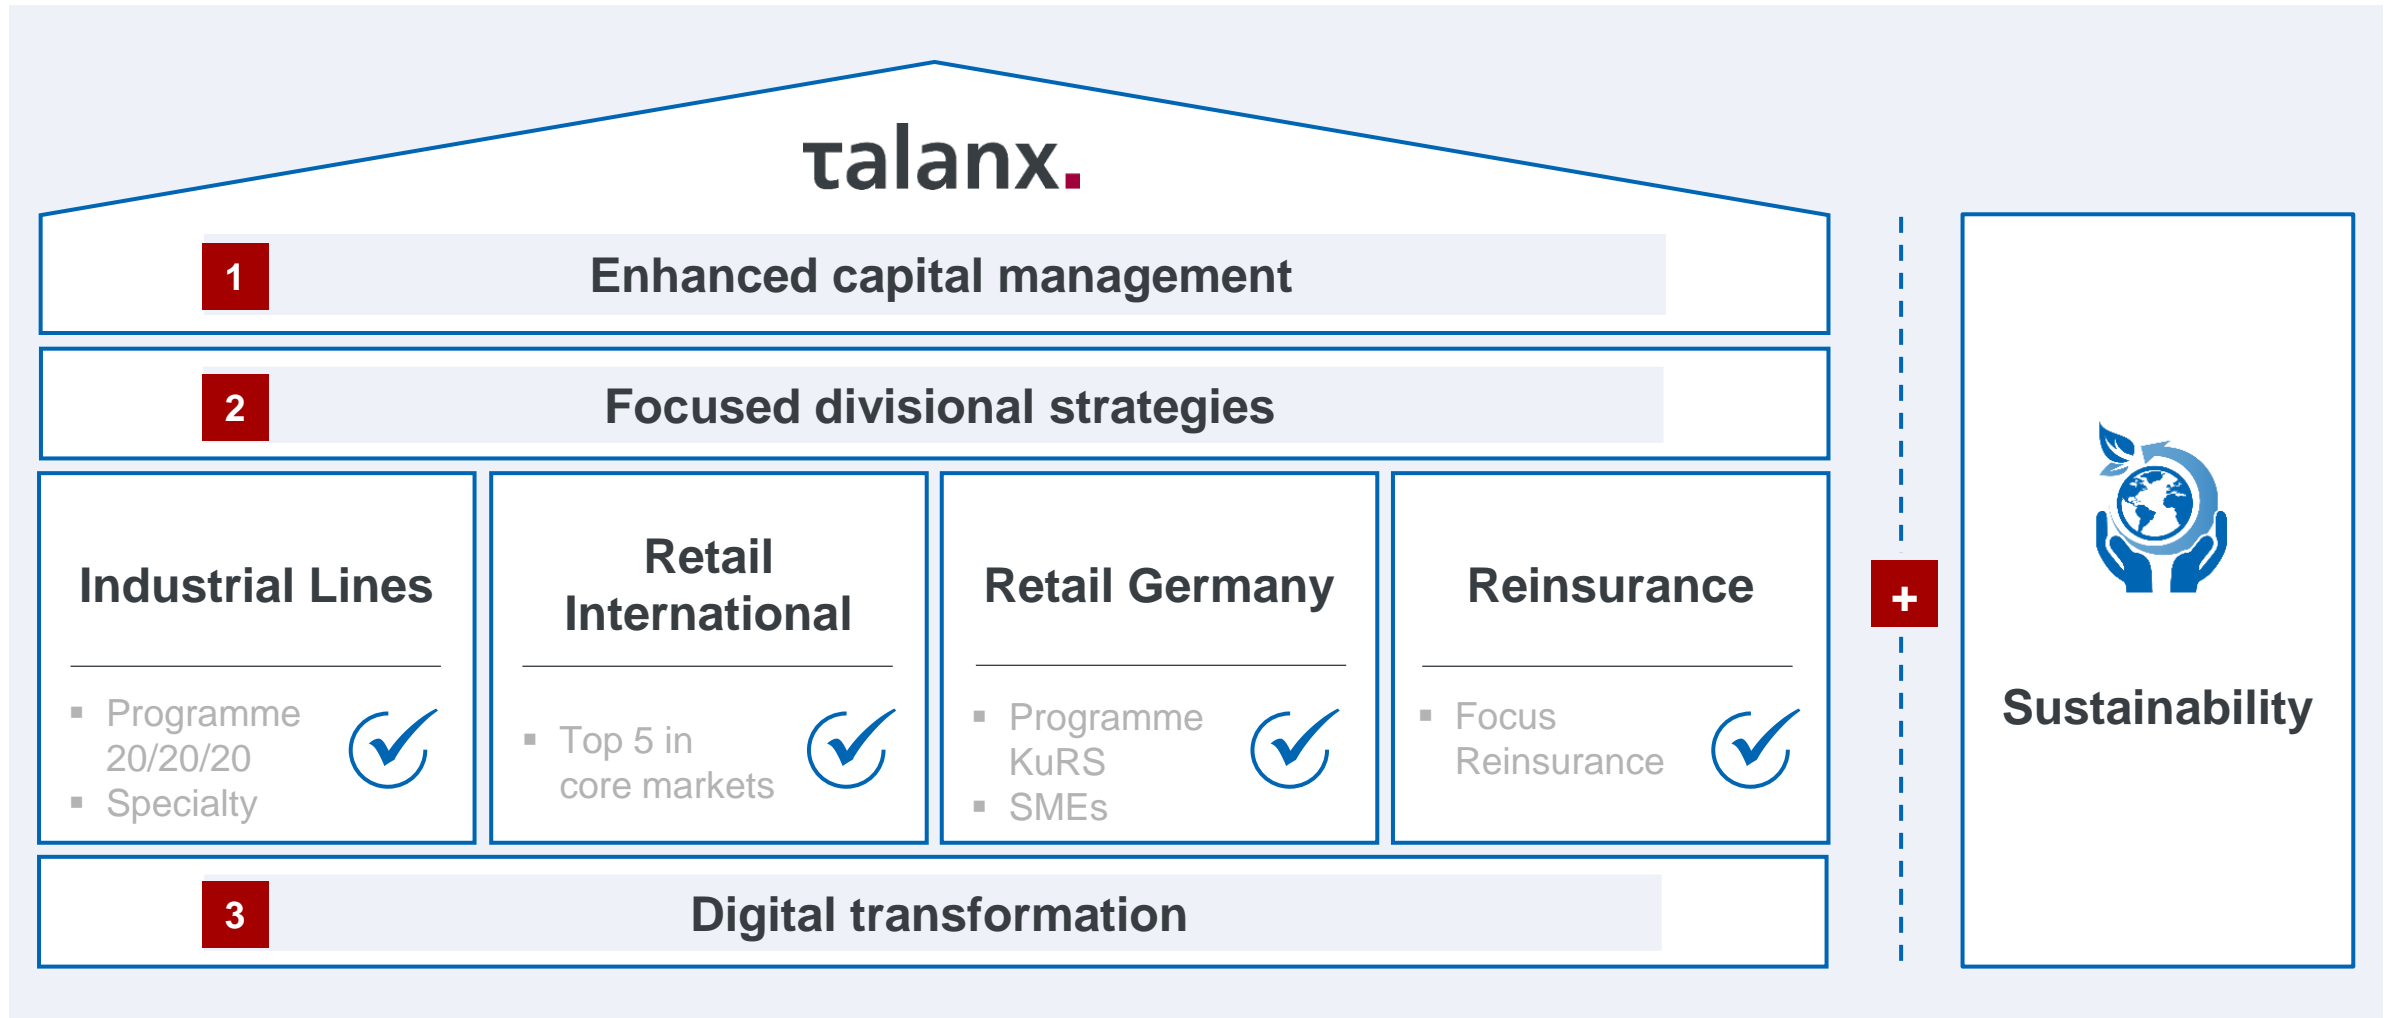 τalanx.
1
Enhanced capital management
2
Focused divisional strategies
Industrial Lines
▪ Programme
20/20/20
▪ Specialty
Retail
International
▪ Top 5 in
core markets
Retail Germany
▪ Programme
KuRS
▪ SMEs
Reinsurance
▪ Focus
Reinsurance
3
Digital transformation
+
Sustainability